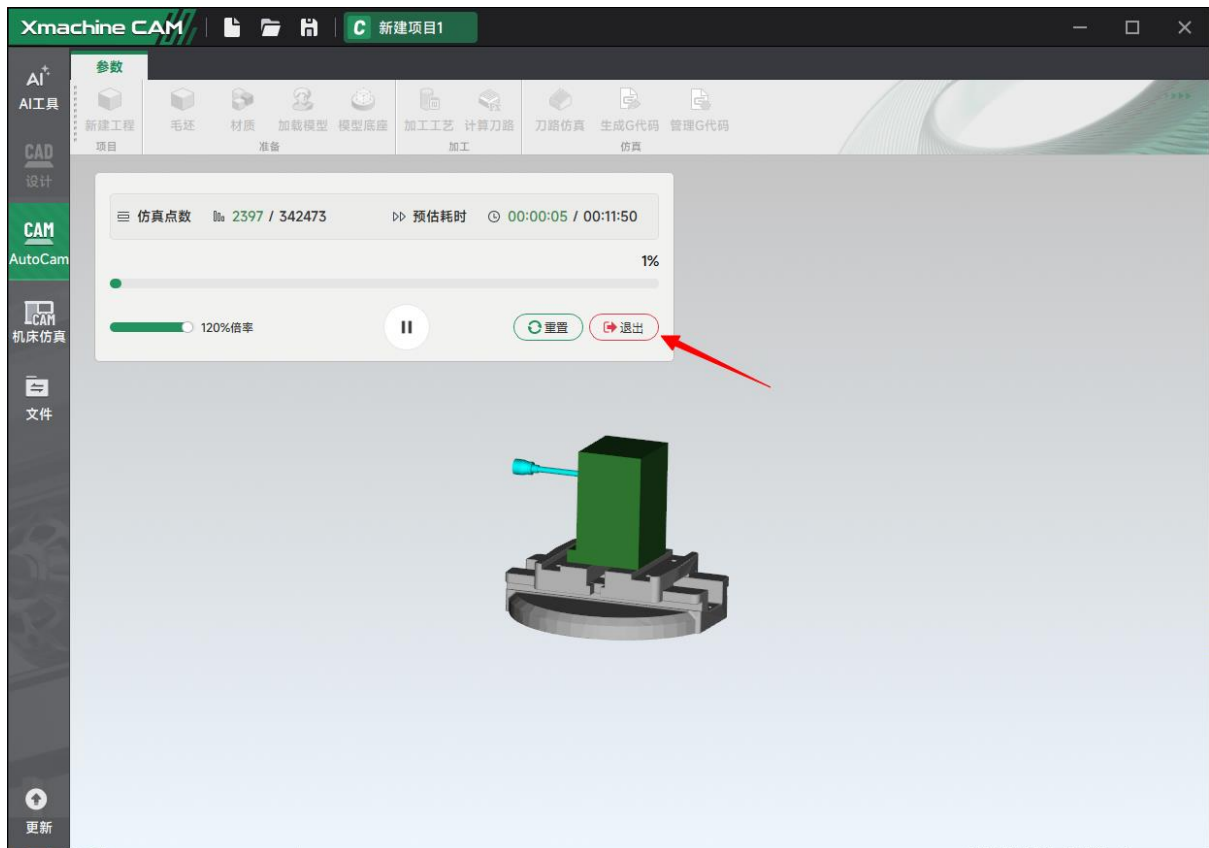 Xmachine CAM
C 新建项目1
AI
AI工具
CAD
设计
CAM
AutoCam
CAM
机床仿真
文件
更新
参数
新建工程 毛坯 材质 加载模型 模型底座 加工工艺 计算刀路 刀路仿真 生成G代码 管理G代码
项目 准备 加工 仿真
仿真点数 2397 / 342473 预估耗时 00:00:05 / 00:11:50
1%
120%倍率 重置 退出